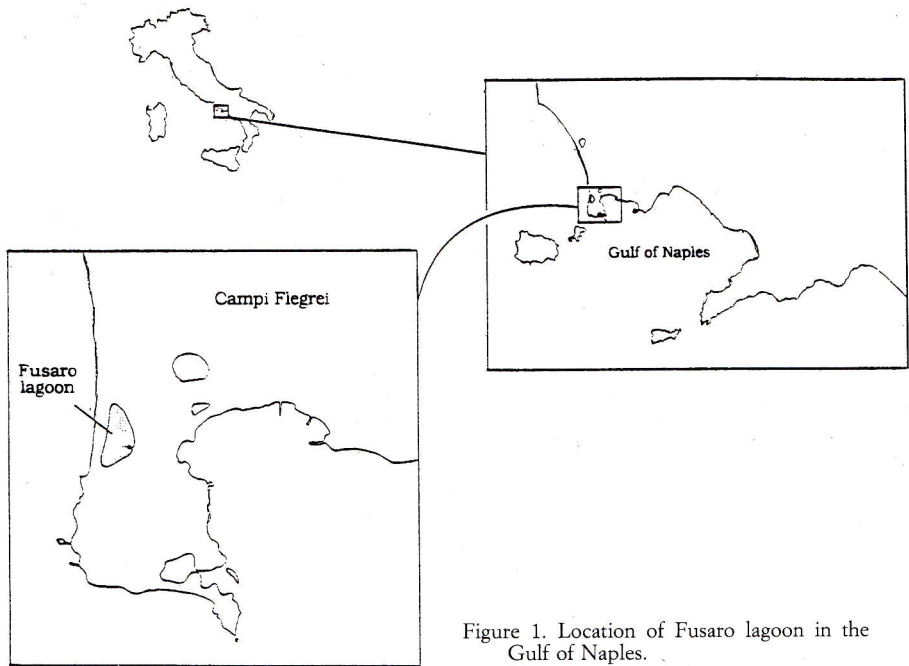 Gulf of Naples
Campi Flegrei
Fusaro
lagoon
Figure 1. Location of Fusaro lagoon in the
Gulf of Naples.